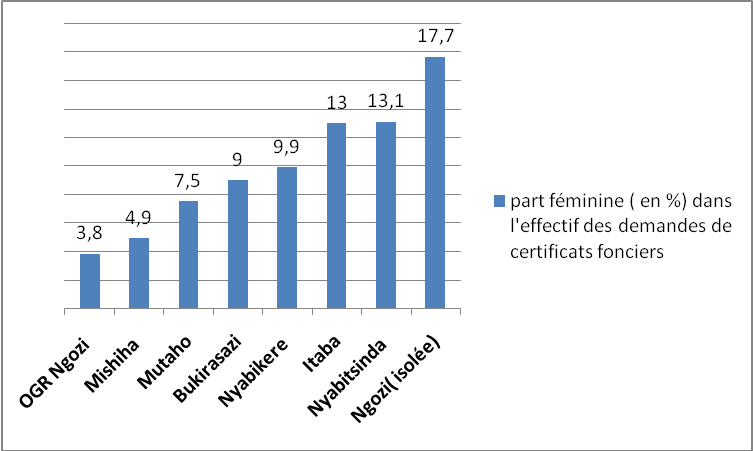 17,7
13
13,1
9,9
9
7,5
4,9
3,8
part féminine ( en %) dans
l'effectif des demandes de
certificats fonciers
OGR Ngozi
Mishiha
Mutaho
Bukirasazi
Nyabikere
Itaba
Nyabitsinda
Ngozi( isolée)